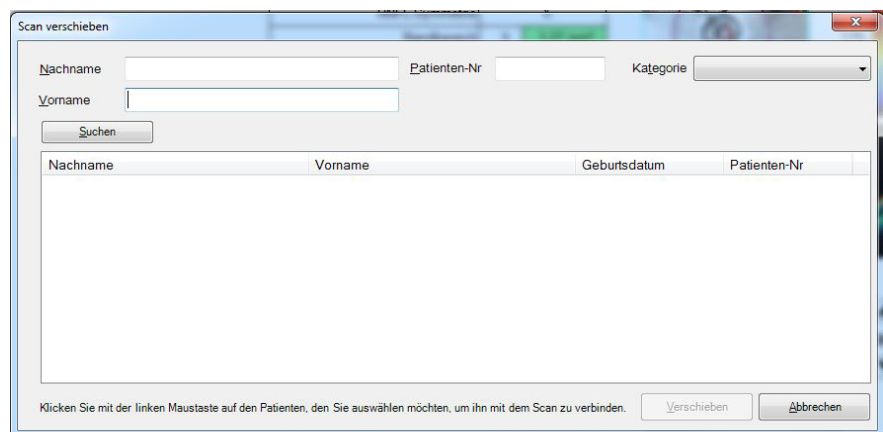 Scan verschieben
Nachname Patienten-Nr Kategorie
Vorname
Suchen
Nachname Vorname Geburtsdatum Patienten-Nr
Klicken Sie mit der linken Maustaste auf den Patienten, den Sie auswählen möchten, um ihn mit dem Scan zu verbinden. Verschieben Abbrechen